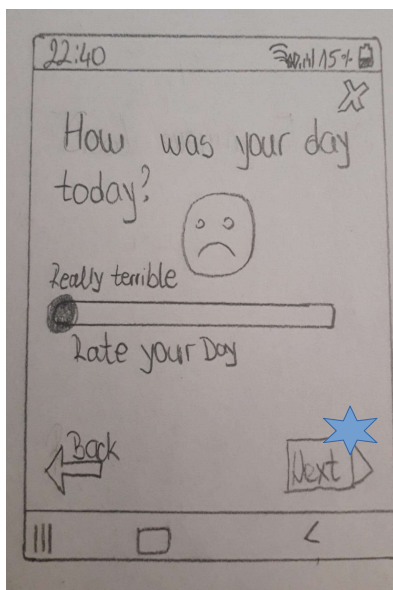 22:40 15%
X
How was your day
today?
Really terrible
Rate your Day
Back
Next